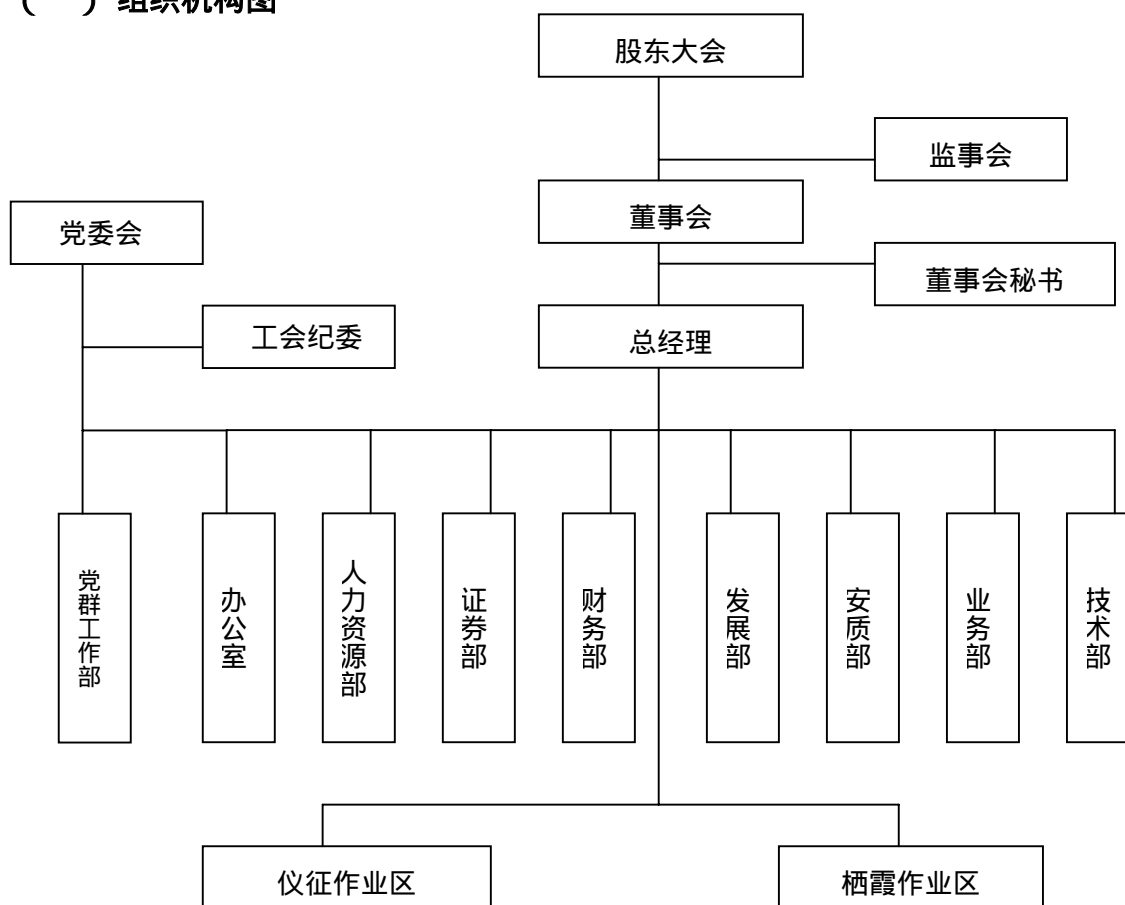 ( ) 组织机构图
股东大会
监事会
董事会
党委会
董事会秘书
工会纪委
总经理
党群工作部
办公室
人力资源部
证券部
财务部
发展部
安质部
业务部
技术部
仪征作业区
栖霞作业区